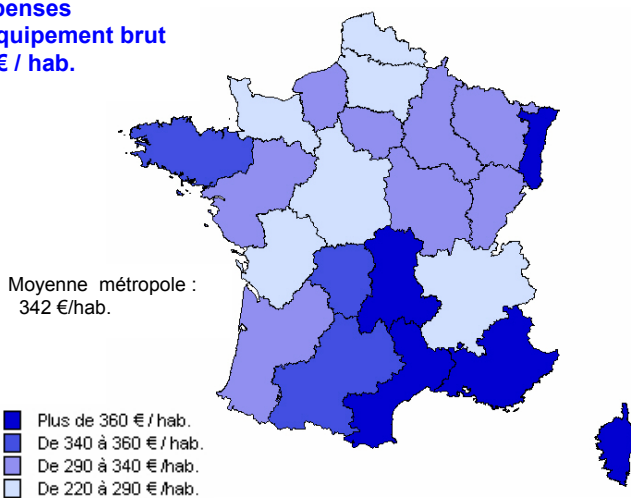 penses
quipement brut
€ / hab.
Moyenne métropole :
342 €/hab.
Plus de 360 € / hab.
De 340 à 360 € / hab.
De 290 à 340 € /hab.
De 220 à 290 € /hab.